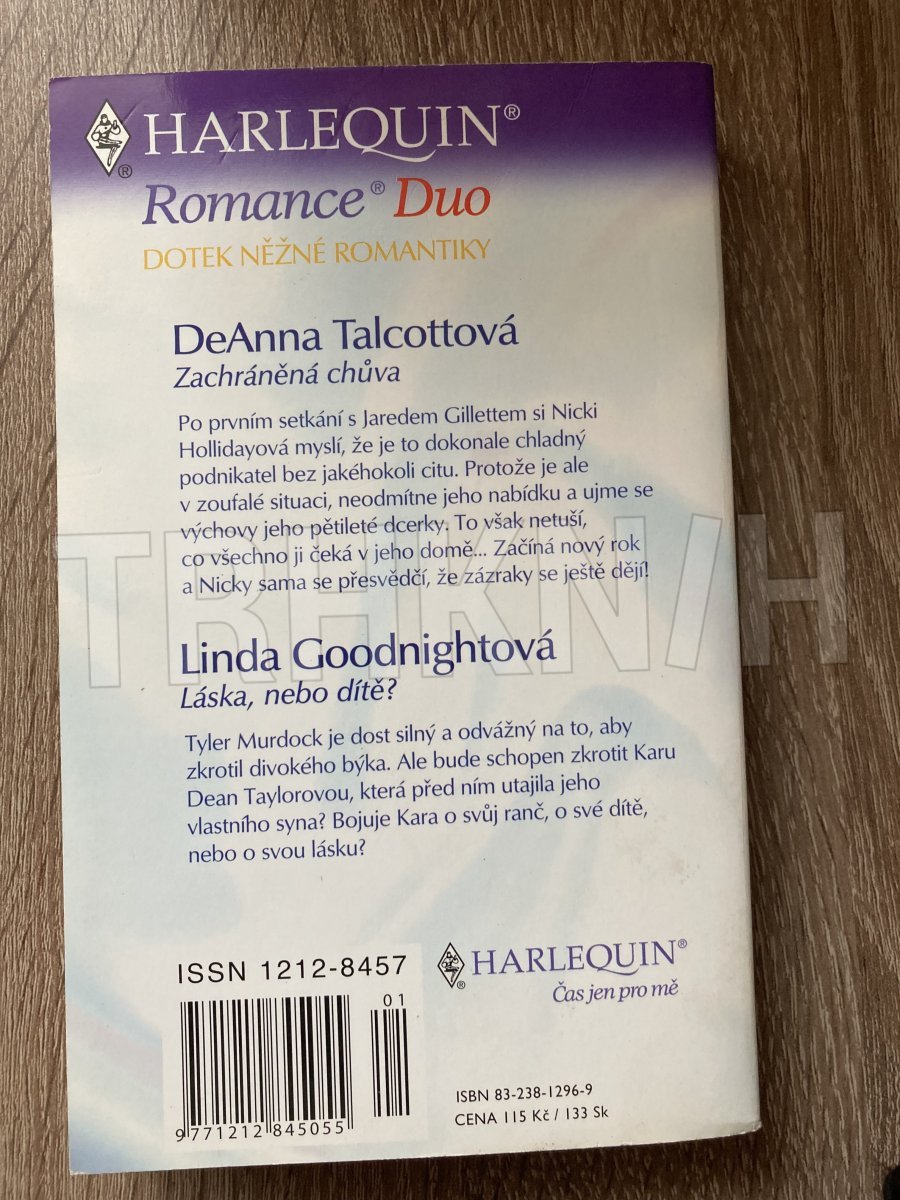 HARLEQUIN®
®
Romance® Duo
DOTEK NĚŽNÉ ROMANTIKY
DeAnna Talcottová
Zachráněná chůva
Po prvním setkání s Jaredem Gillettem si Nicki
Hollidayová myslí, že je to dokonale chladný
podnikatel bez jakéhokoli citu. Protože je ale
v zoufalé situaci, neodmítne jeho nabídku a ujme se
výchovy jeho pětileté dcerky. To však netuší,
co všechno ji čeká v jeho domě... Začíná nový rok
a Nicky sama se přesvědčí, že zázraky se ještě dějí!
TRHKNIH
Linda Goodnightová
Láska, nebo dítě?
Tyler Murdock je dost silný a odvážný na to, aby
zkrotil divokého býka. Ale bude schopen zkrotit Karu
Dean Taylorovou, která před ním utajila jeho
vlastního syna? Bojuje Kara o svůj ranč, o své dítě,
nebo o svou lásku?
ISSN 1212-8457
01
9 771212 845055
HARLEQUIN®
®
Čas jen pro mě
ISBN 83-238-1296-9
CENA 115 Kč / 133 Sk